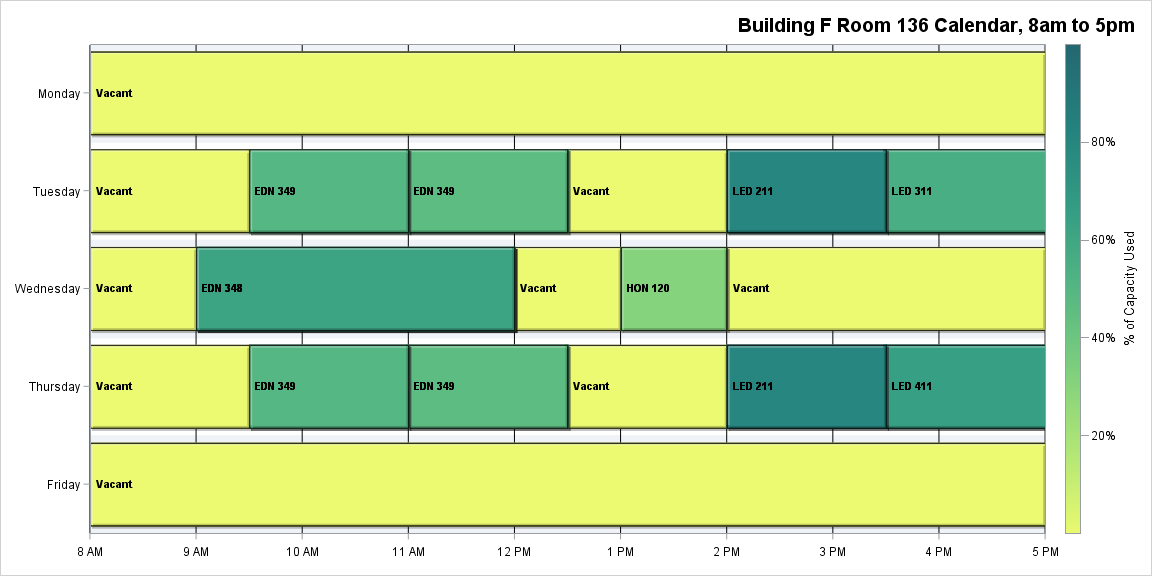 Building F Room 136 Calendar, 8am to 5pm
Monday
Vacant
Tuesday
Vacant
EDN 349
EDN 349
Vacant
LED 211
LED 311
Wednesday
Vacant
EDN 348
Vacant
HON 120
Vacant
Thursday
Vacant
EDN 349
EDN 349
Vacant
LED 211
LED 411
Friday
Vacant
8 AM
9 AM
10 AM
11 AM
12 PM
1 PM
2 PM
3 PM
4 PM
5 PM
80%
60%
40%
20%
% of Capacity Used